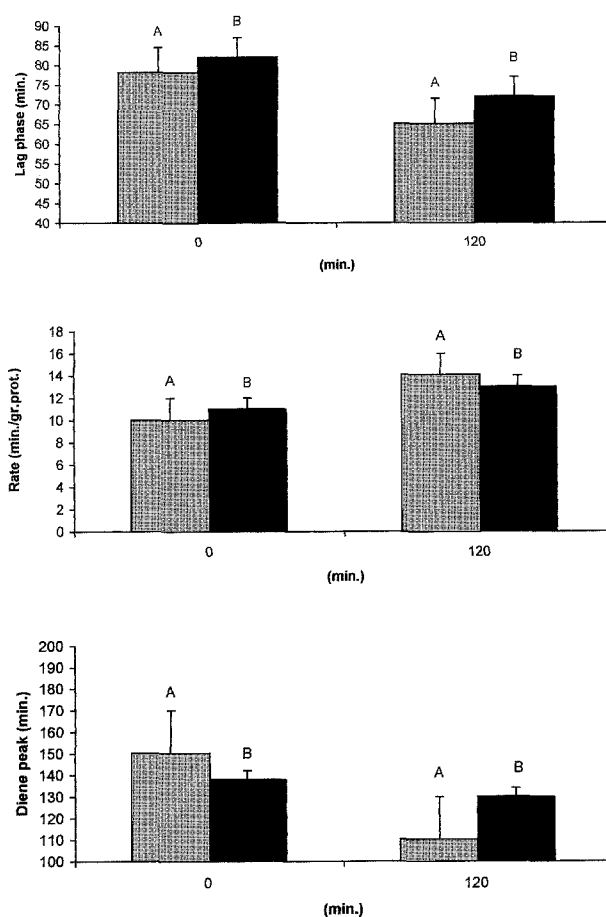 90
85
80
75
70
65
60
55
50
45
40
Lag phase (min.)
A
B
A
B
0
120
(min.)
18
16
14
12
10
8
6
4
2
0
Rate (min./gr.prot.)
A
B
A
B
0
120
(min.)
200
190
180
170
160
150
140
130
120
110
100
Diene peak (min.)
A
B
A
B
0
120
(min.)